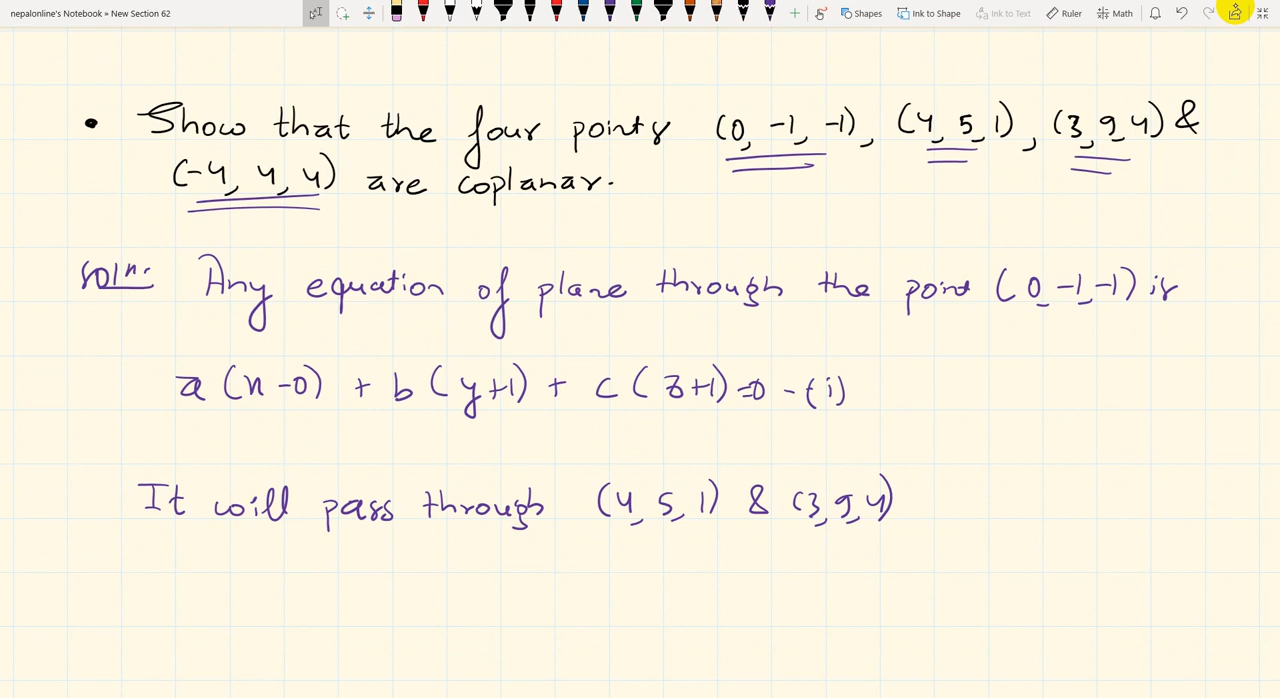 nepalonline's Notebook » New Section 62
Shapes Ink to Shape Ink to Text Ruler Math
• Show that the four points (0, -1, -1), (4, 5, 1), (3, 9, 4) &
(-4, 4, 4) are coplanar.
Soln. Any equation of plane through the point (0, -1, -1) is
a(x-0) + b(y+1) + c(z+1)=0 -(i)
It will pass through (4, 5, 1) & (3, 9, 4)